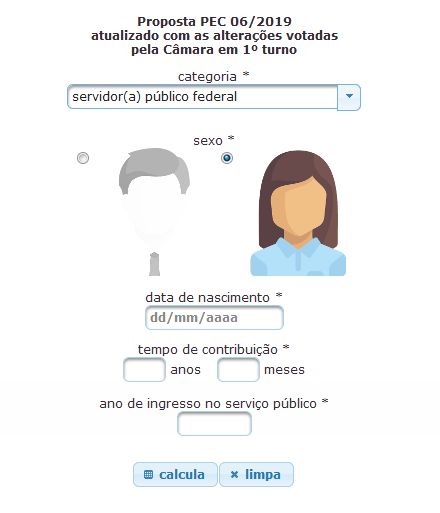 Proposta PEC 06/2019
atualizado com as alterações votadas
pela Câmara em 1º turno
categoria *
servidor(a) público federal
sexo *
data de nascimento *
dd/mm/aaaa
tempo de contribuição *
anos meses
ano de ingresso no serviço público *
calcula limpa